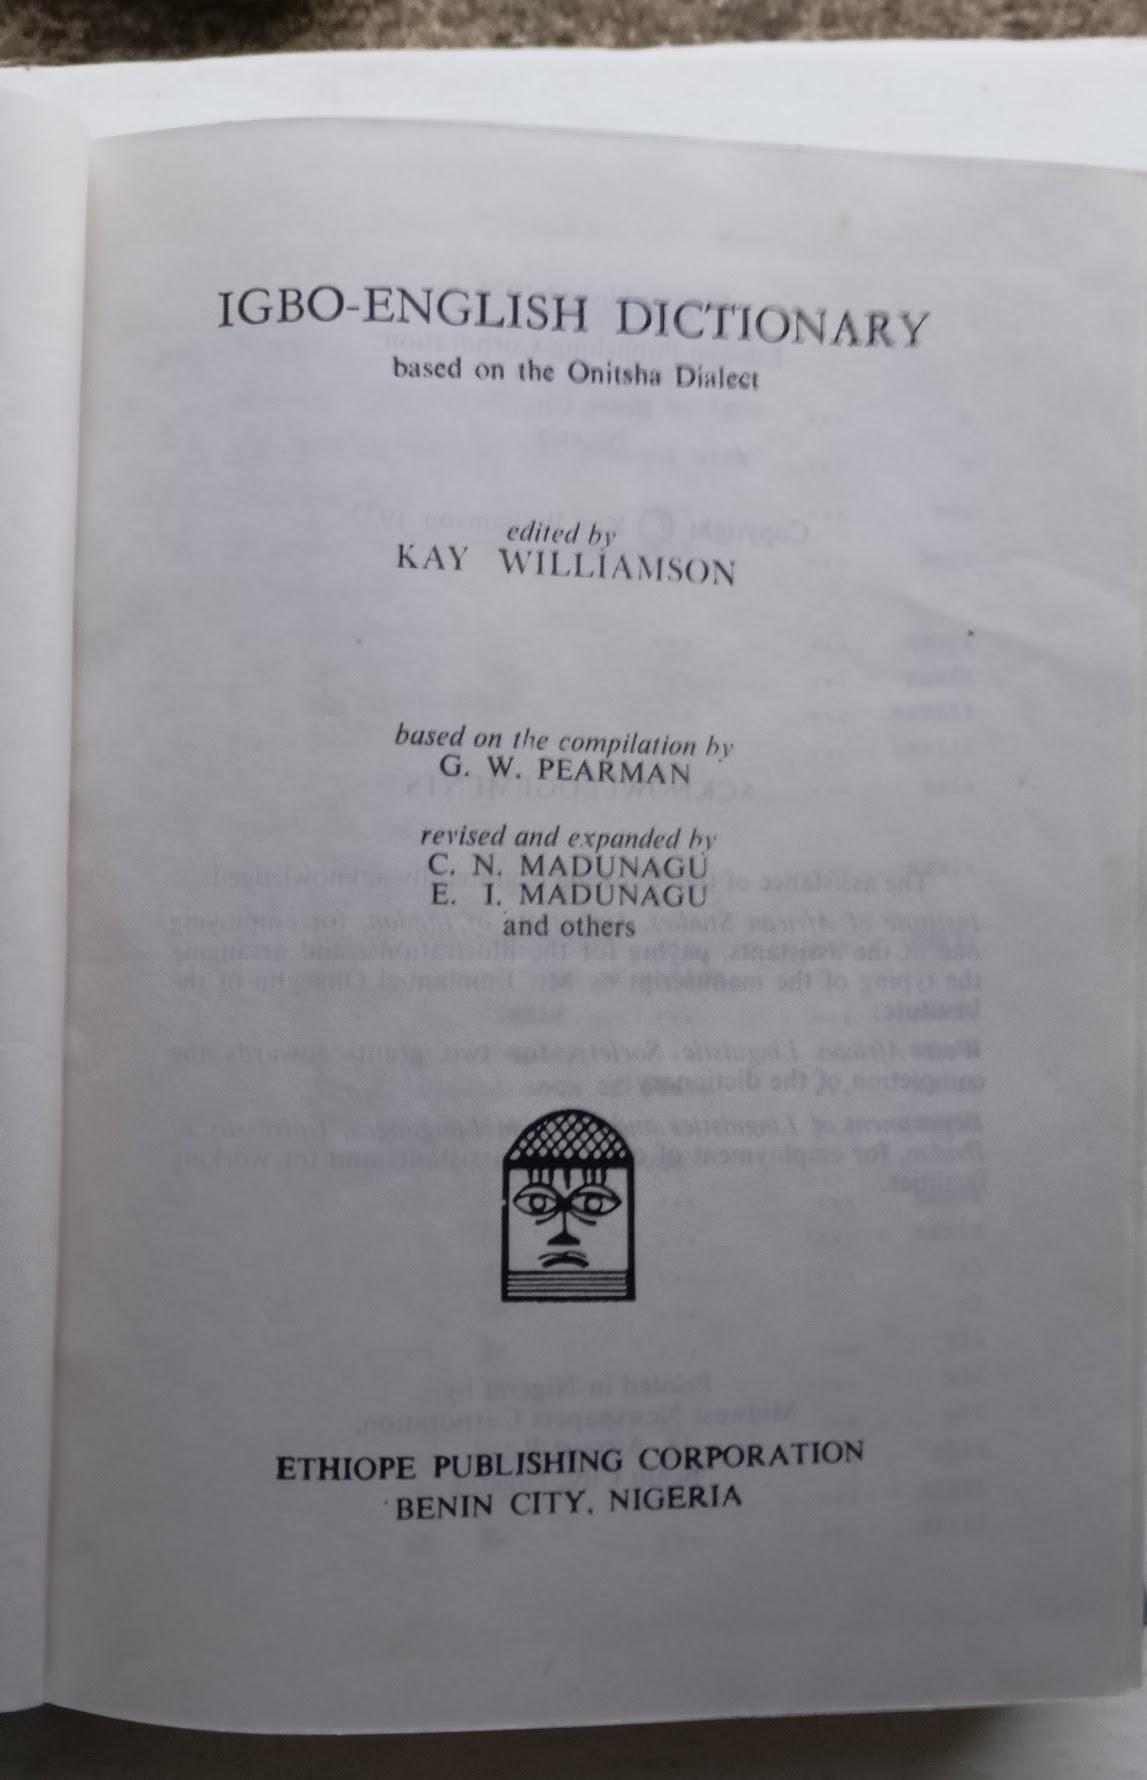 IGBO-ENGLISH DICTIONARY
based on the Onitsha Dialect
edited by
KAY WILLIAMSON
based on the compilation by
G. W. PEARMAN
revised and expanded by
C. N. MADUNAGU
E. I. MADUNAGU
and others
ETHIOPE PUBLISHING CORPORATION
BENIN CITY, NIGERIA